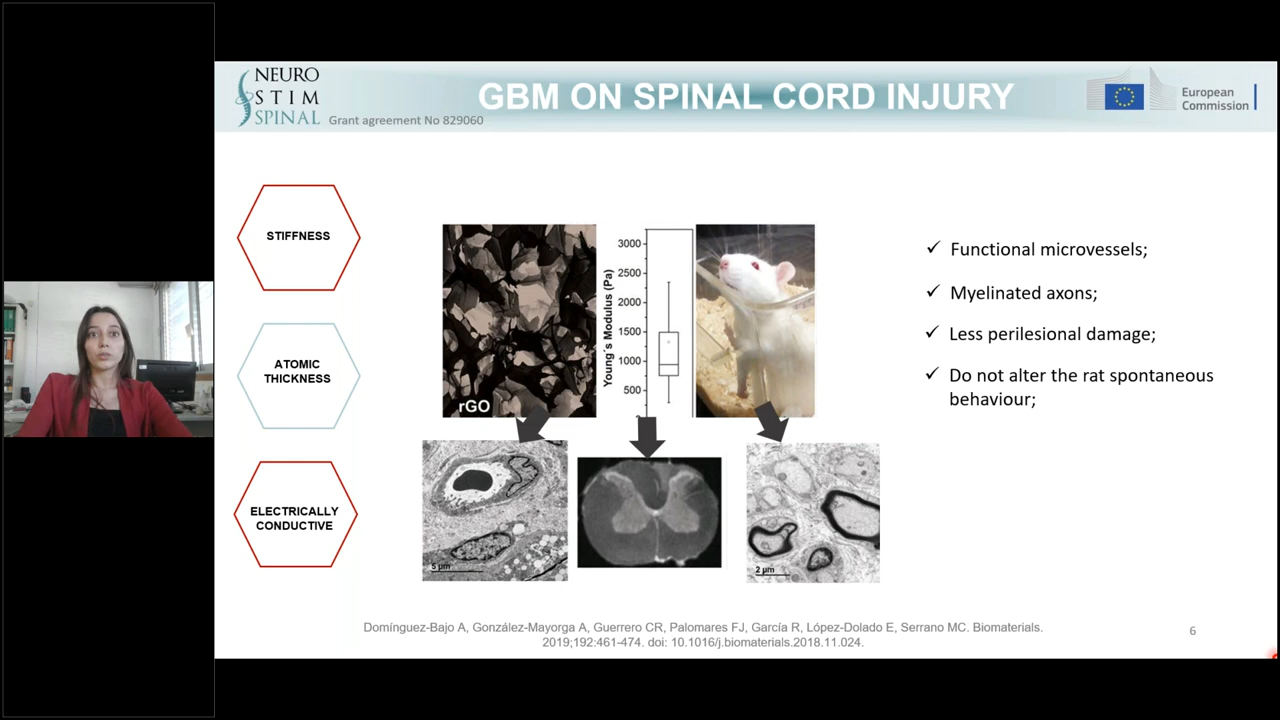 NEURO
STIM
SPINAL
Grant agreement No 829060
GBM ON SPINAL CORD INJURY
European
Commission
STIFFNESS
ATOMIC
THICKNESS
ELECTRICALLY
CONDUCTIVE
rGO
Young´s Modulus (Pa)
3000
2500
2000
1500
1000
500
5 µm
2 µm
✓ Functional microvessels;
✓ Myelinated axons;
✓ Less perilesional damage;
✓ Do not alter the rat spontaneous
behaviour;
Domínguez-Bajo A, González-Mayorga A, Guerrero CR, Palomares FJ, García R, López-Dolado E, Serrano MC. Biomaterials.
2019;192:461-474. doi: 10.1016/j.biomaterials.2018.11.024.
6